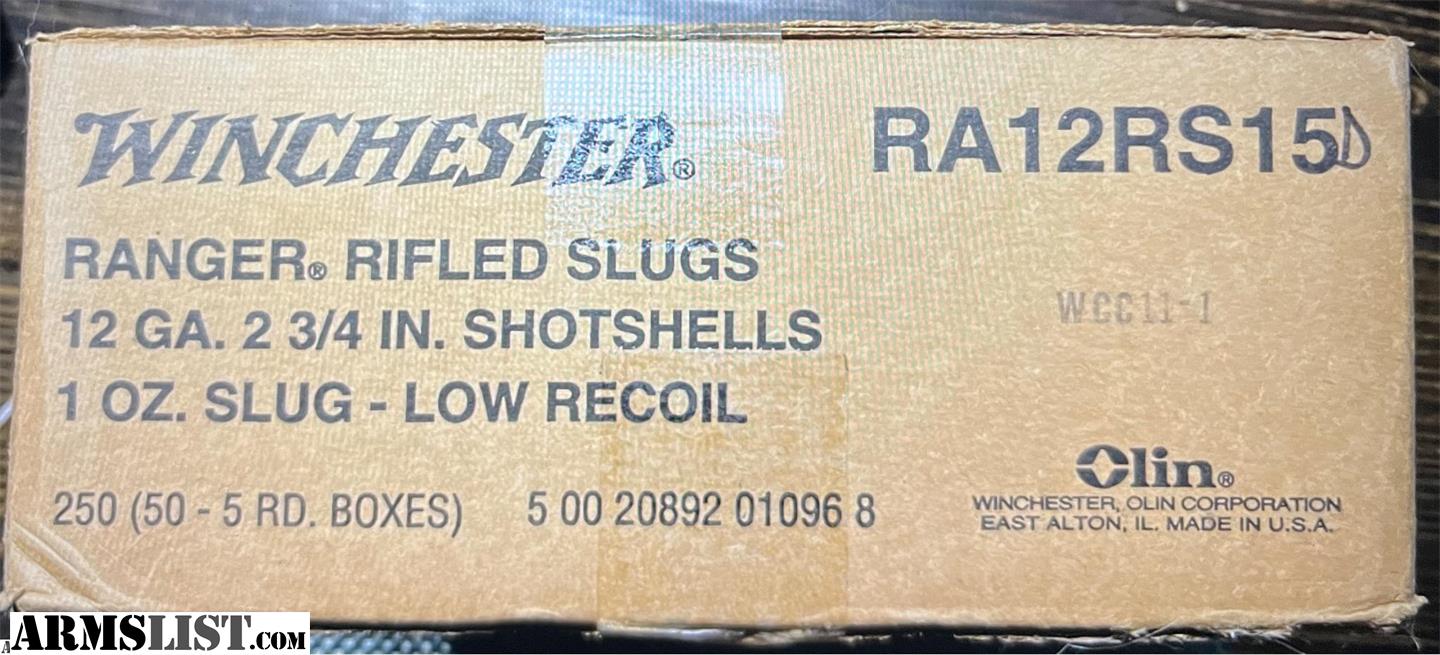 WINCHESTER® RA12RS15D
RANGER® RIFLED SLUGS
12 GA. 2 3/4 IN. SHOTSHELLS
WCC11-1
1 OZ. SLUG - LOW RECOIL
Olin®
250 (50 - 5 RD. BOXES) 5 00 20892 01096 8
WINCHESTER, OLIN CORPORATION
EAST ALTON, IL. MADE IN U.S.A.
ARMSLIST.COM